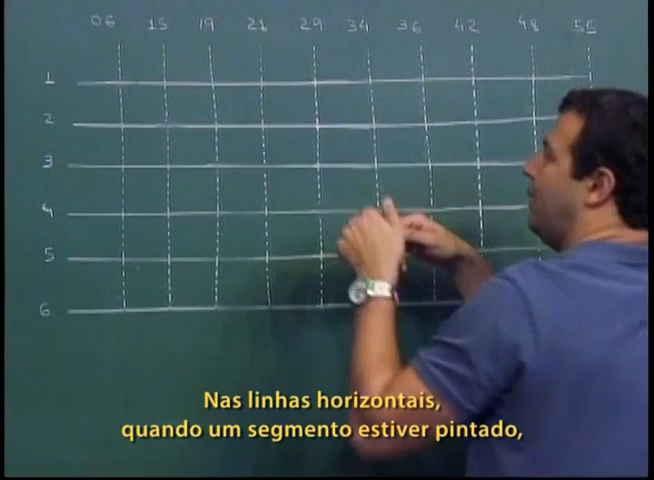 06 15 19 21 29 34 36 42 48 55
1
2
3
4
5
6
Nas linhas horizontais,
quando um segmento estiver pintado,